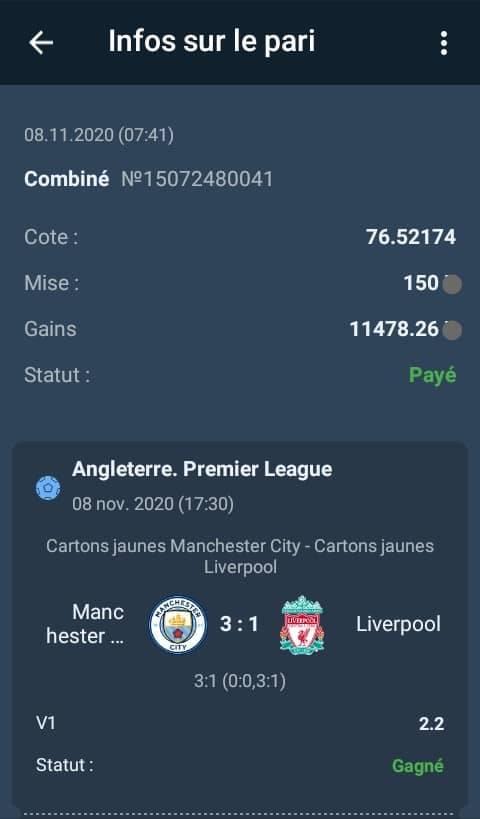 Infos sur le pari
08.11.2020 (07:41)
Combiné №15072480041
Cote : 76.52174
Mise : 150
Gains 11478.26
Statut : Payé
Angleterre. Premier League
08 nov. 2020 (17:30)
Cartons jaunes Manchester City - Cartons jaunes
Liverpool
Manc
hester ...
MANCHESTER
CITY
3 : 1
LIVERPOOL
Liverpool
3:1 (0:0,3:1)
V1 2.2
Statut : Gagné